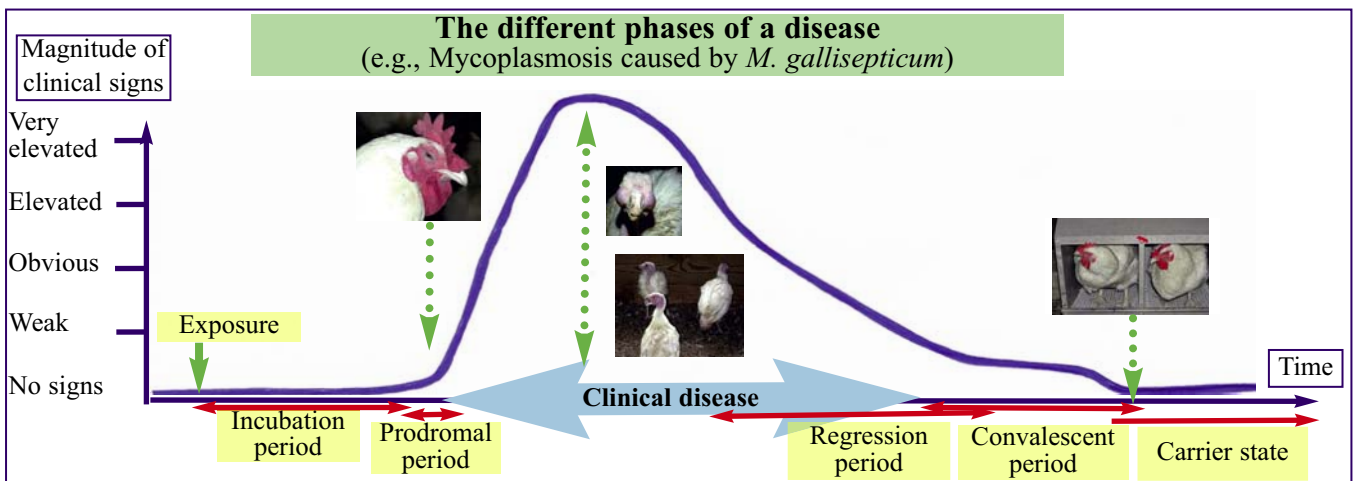 The different phases of a disease
(e.g., Mycoplasmosis caused by M. gallisepticum)
Magnitude of
clinical signs
Very
elevated
Elevated
Obvious
Weak
No signs
Exposure
Time
Clinical disease
Incubation
period
Prodromal
period
Regression
period
Convalescent
period
Carrier state